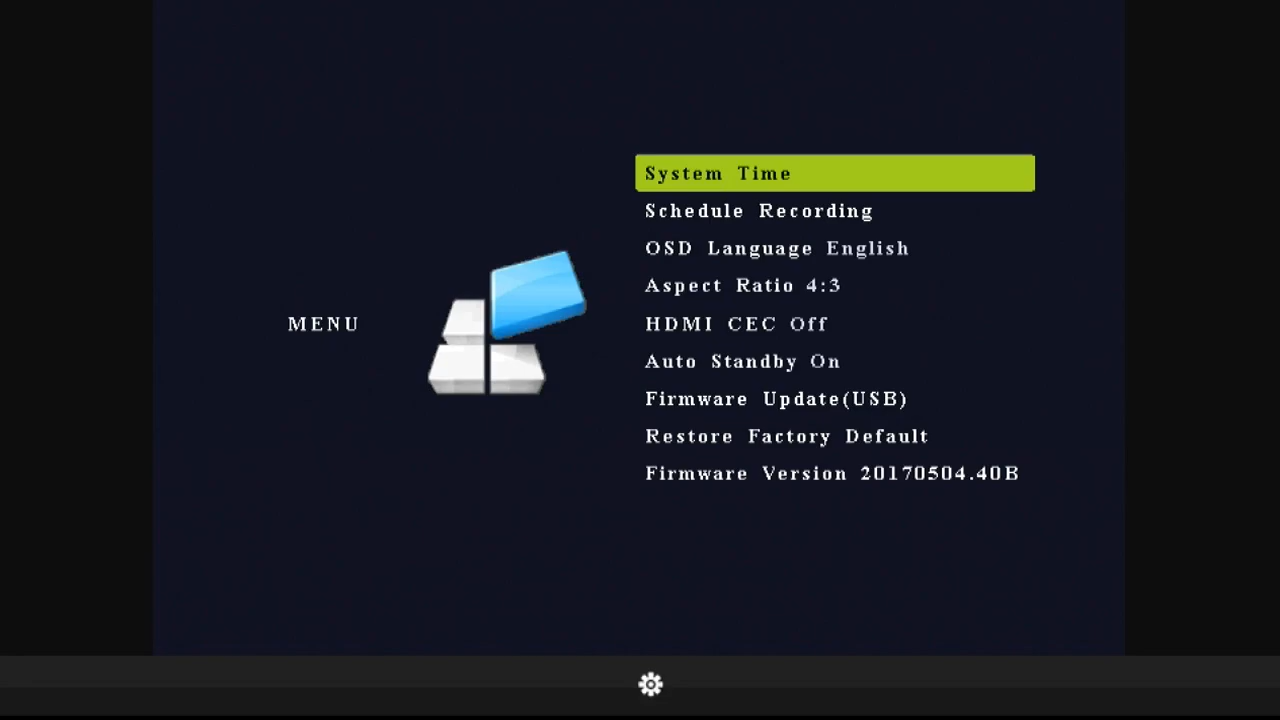 System Time
Schedule Recording
OSD Language English
Aspect Ratio 4:3
MENU
HDMI CEC Off
Auto Standby On
Firmware Update(USB)
Restore Factory Default
Firmware Version 20170504.40B